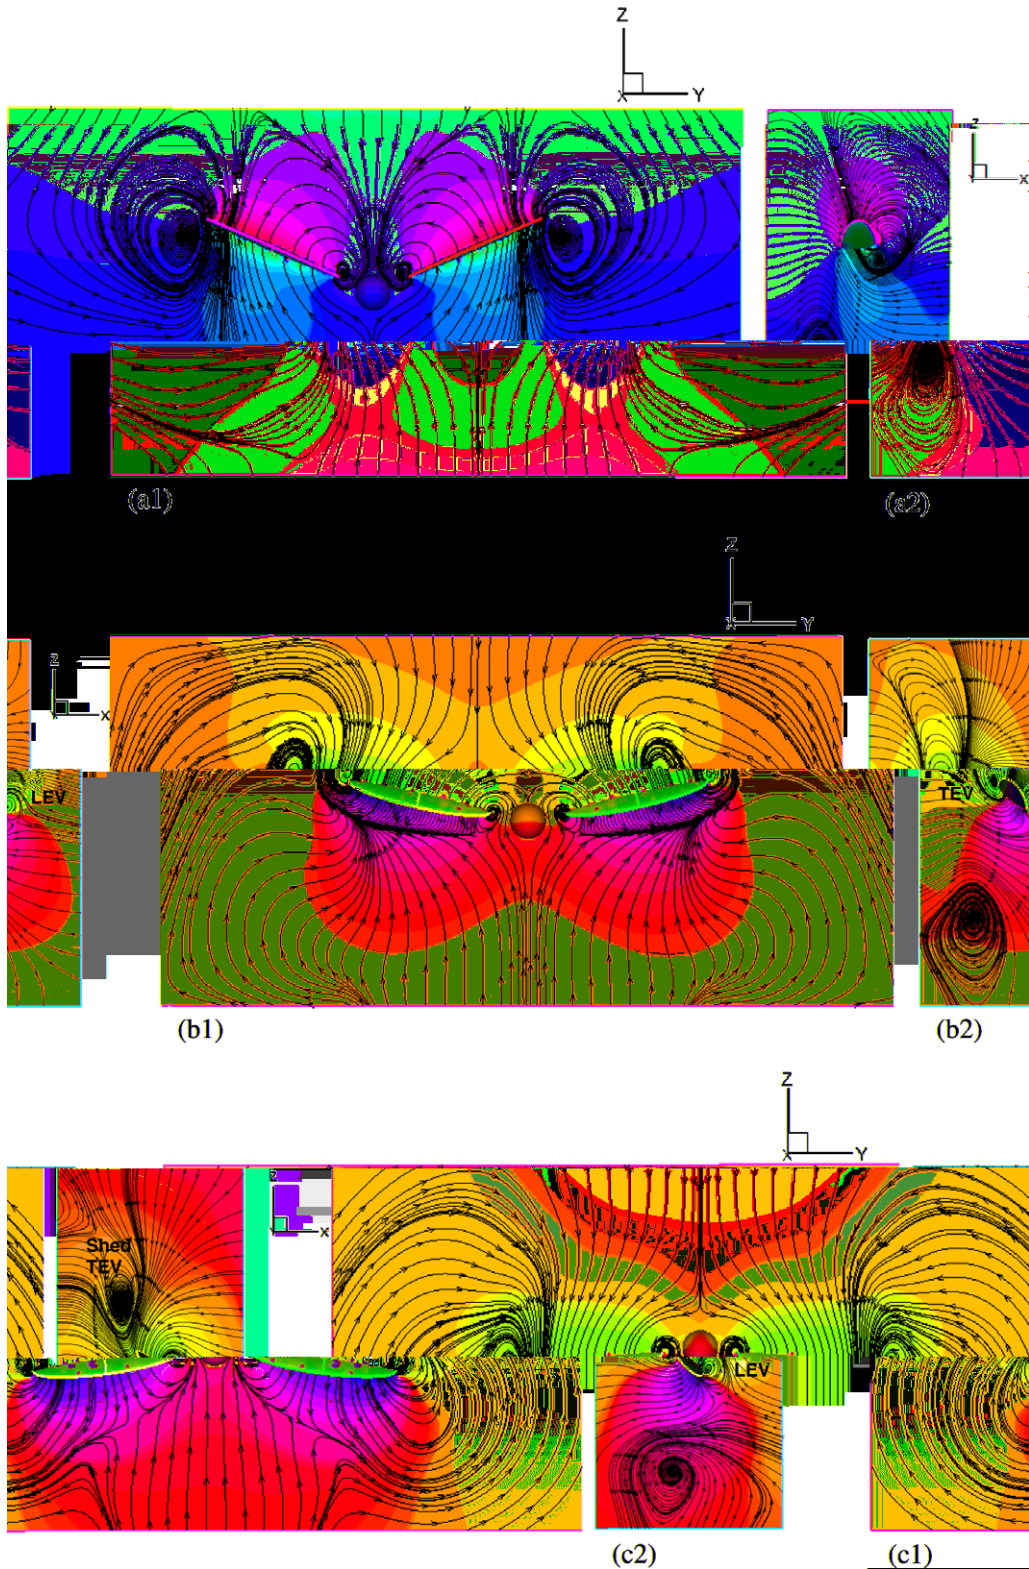 Z
X Y
Z
X
(a1)
(a2)
Z
X Y
Z
X
LEV
TEV
(b1)
(b2)
Z
X Y
Z
X
Shed
TEV
LEV
(c2)
(c1)